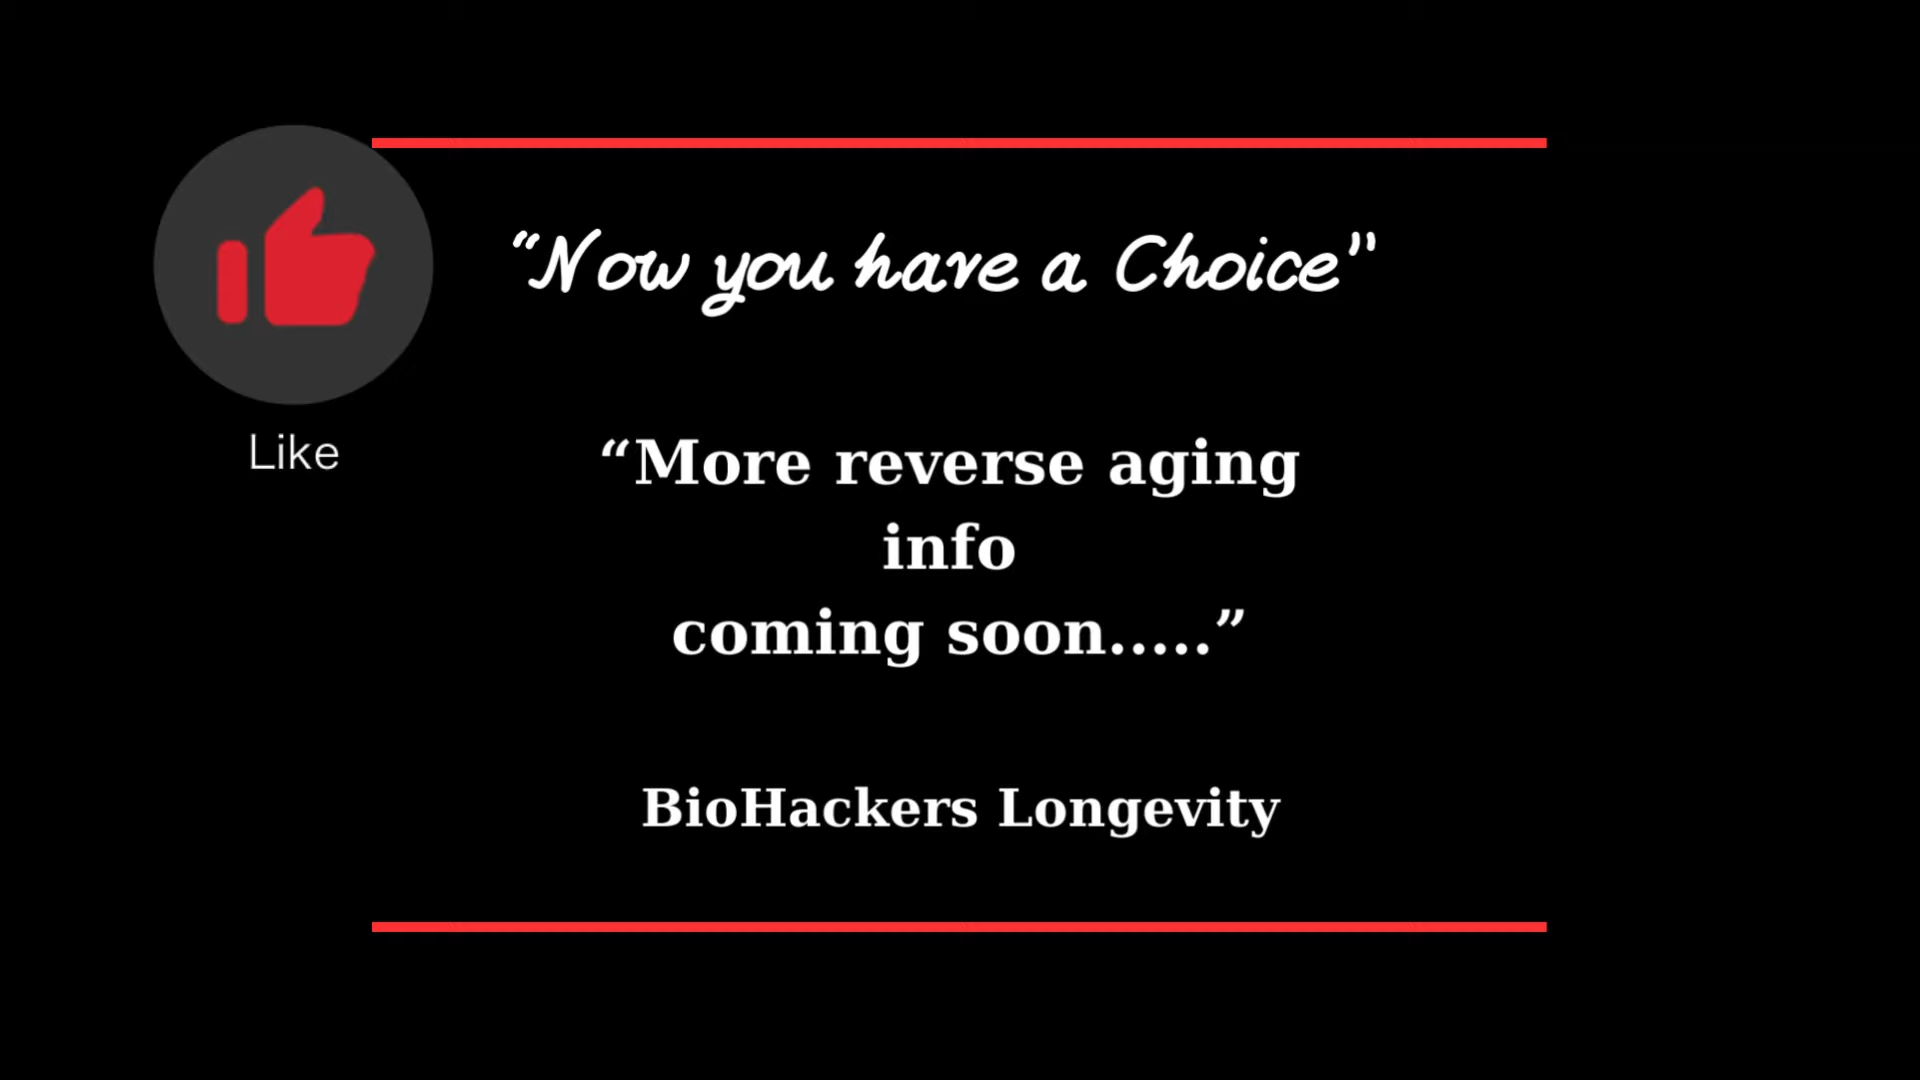 “Now you have a Choice”
Like
“More reverse aging
info
coming soon.....”
BioHackers Longevity